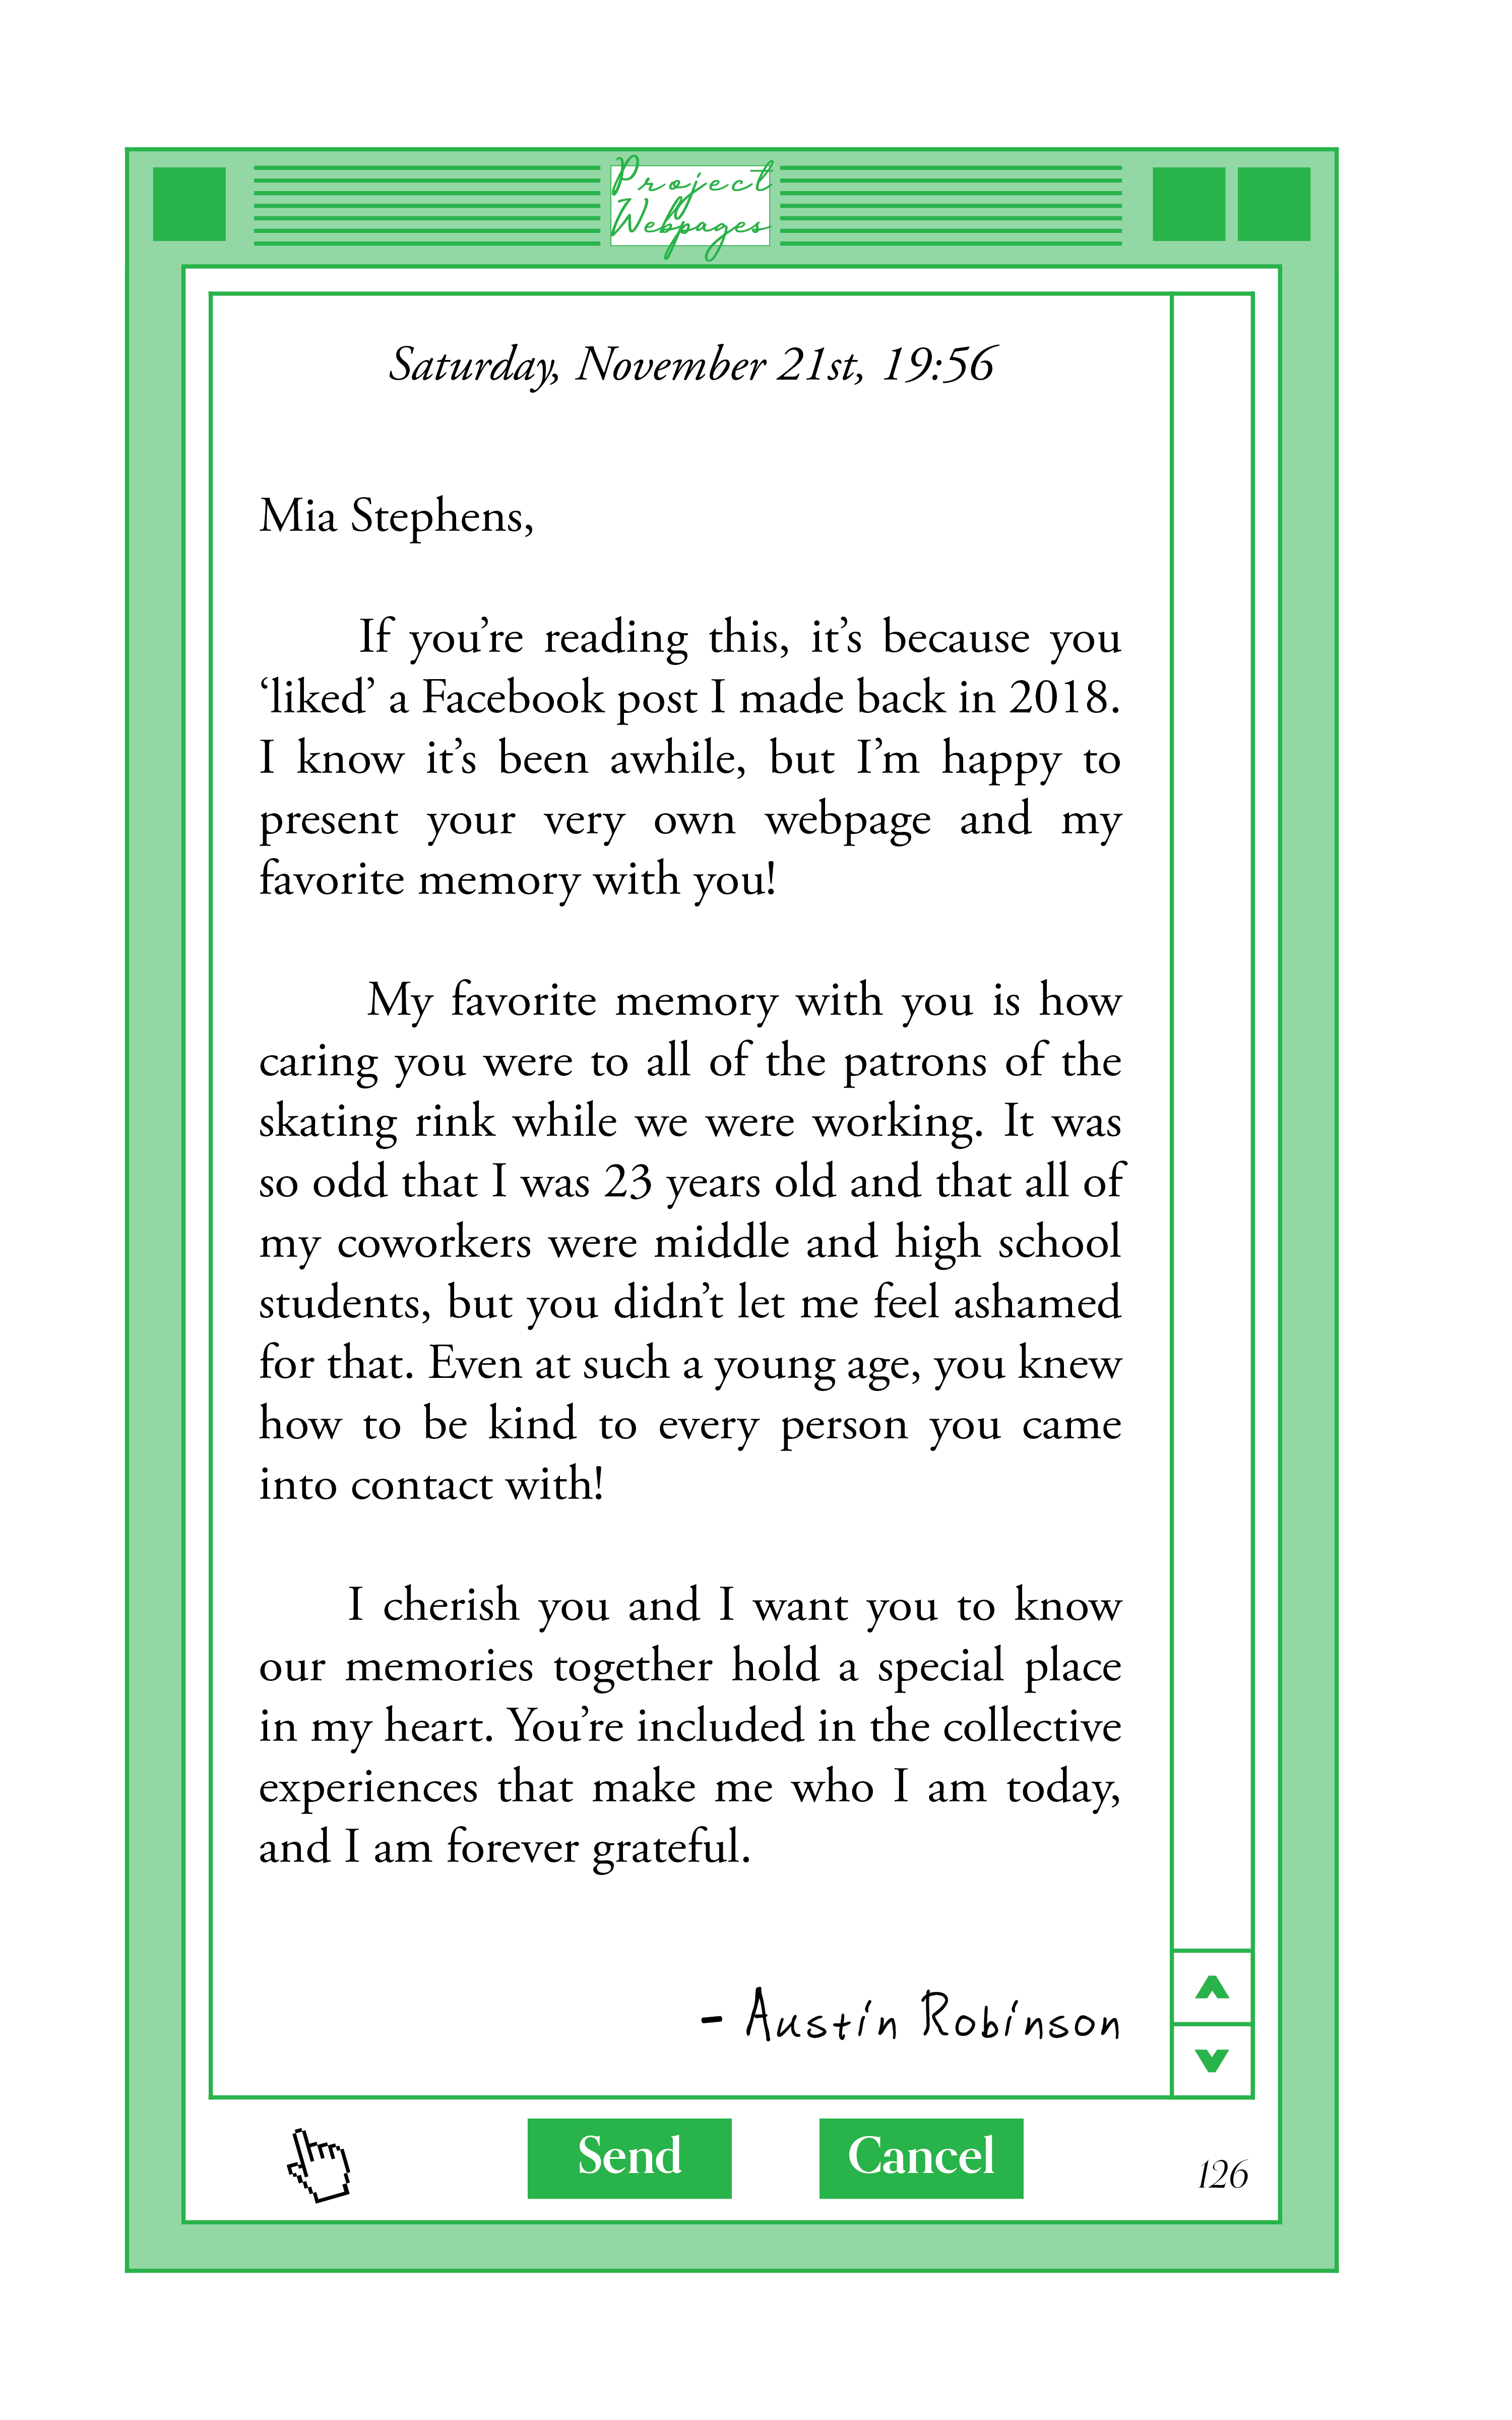 Project
Webpages
Saturday, November 21st, 19:56
Mia Stephens,
If you’re reading this, it’s because you
‘liked’ a Facebook post I made back in 2018.
I know it’s been awhile, but I’m happy to
present your very own webpage and my
favorite memory with you!
My favorite memory with you is how
caring you were to all of the patrons of the
skating rink while we were working. It was
so odd that I was 23 years old and that all of
my coworkers were middle and high school
students, but you didn’t let me feel ashamed
for that. Even at such a young age, you knew
how to be kind to every person you came
into contact with!
I cherish you and I want you to know
our memories together hold a special place
in my heart. You’re included in the collective
experiences that make me who I am today,
and I am forever grateful.
- Austin Robinson
Send Cancel
126